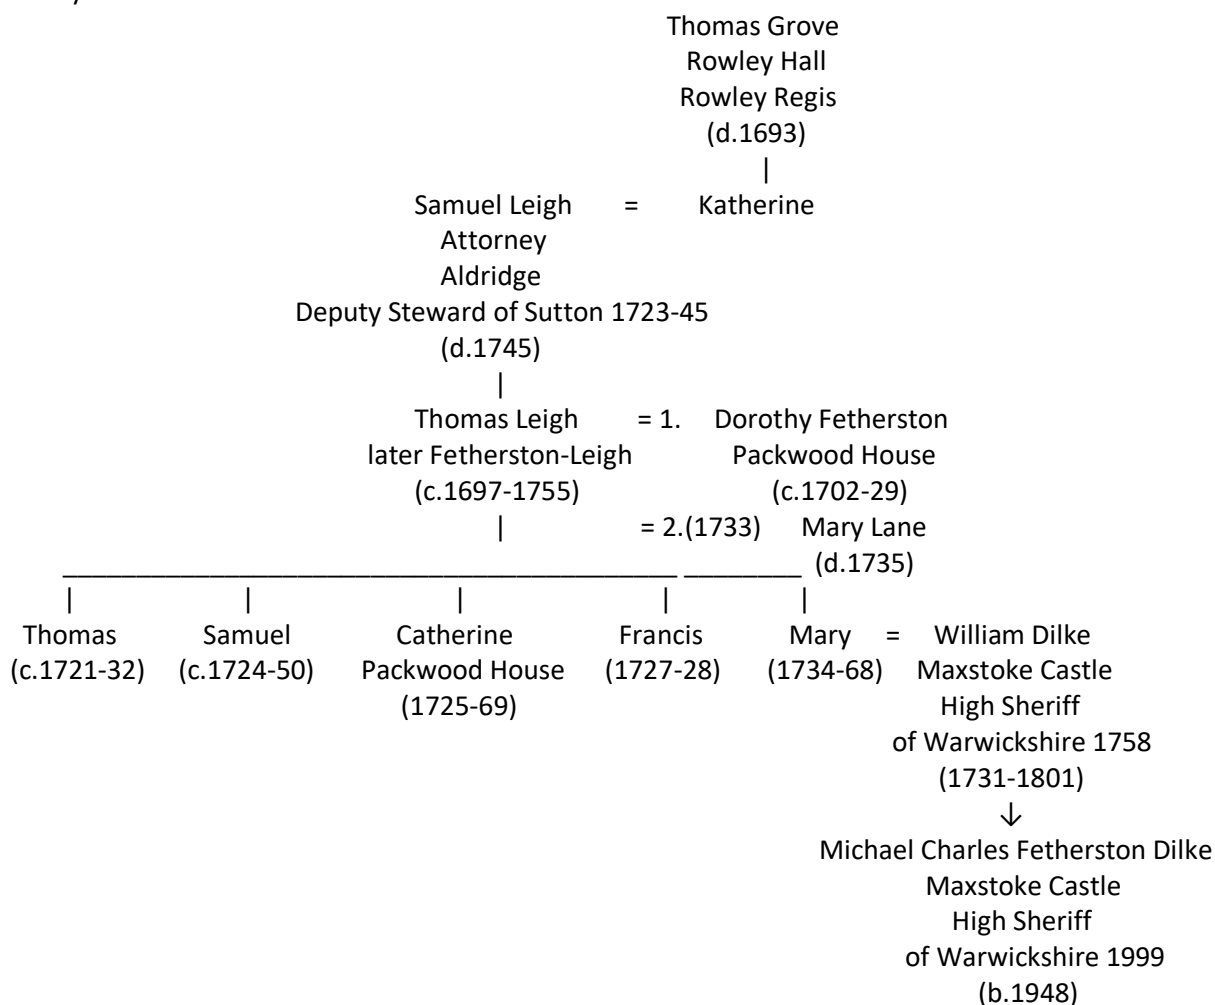 Thomas Grove
Rowley Hall
Rowley Regis
(d.1693)
|
Samuel Leigh = Katherine
Attorney
Aldridge
Deputy Steward of Sutton 1723-45
(d.1745)
|
Thomas Leigh = 1. Dorothy Fetherston
later Fetherston-Leigh Packwood House
(c.1697-1755) (c.1702-29)
| = 2.(1733) Mary Lane
(d.1735)
| | | | |
Thomas Samuel Catherine Francis Mary = William Dilke
(c.1721-32) (c.1724-50) Packwood House (1727-28) (1734-68) Maxstoke Castle
(1725-69) High Sheriff
of Warwickshire 1758
(1731-1801)
↓
Michael Charles Fetherston Dilke
Maxstoke Castle
High Sheriff
of Warwickshire 1999
(b.1948)